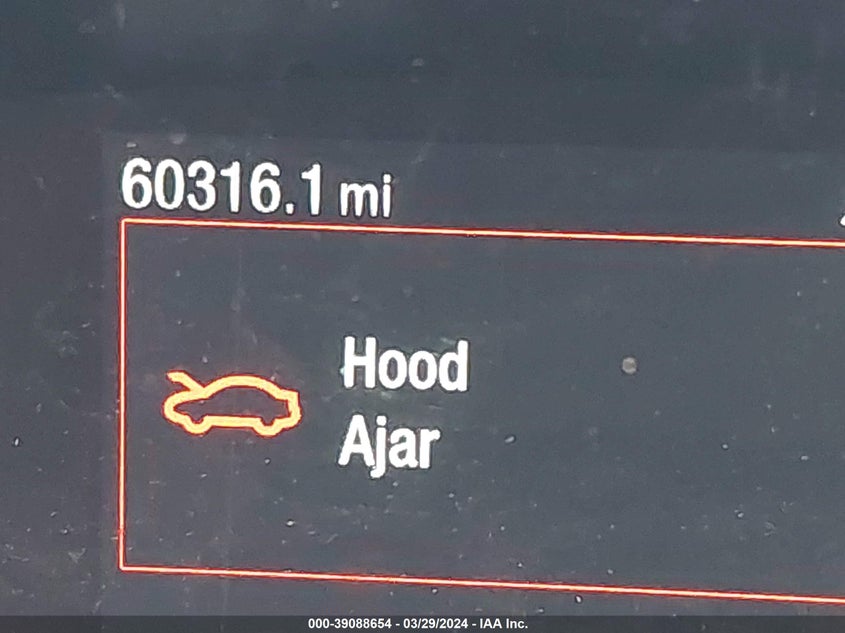 60316.1 mi
Hood
Ajar
000-39088654 - 03/29/2024 - IAA Inc.